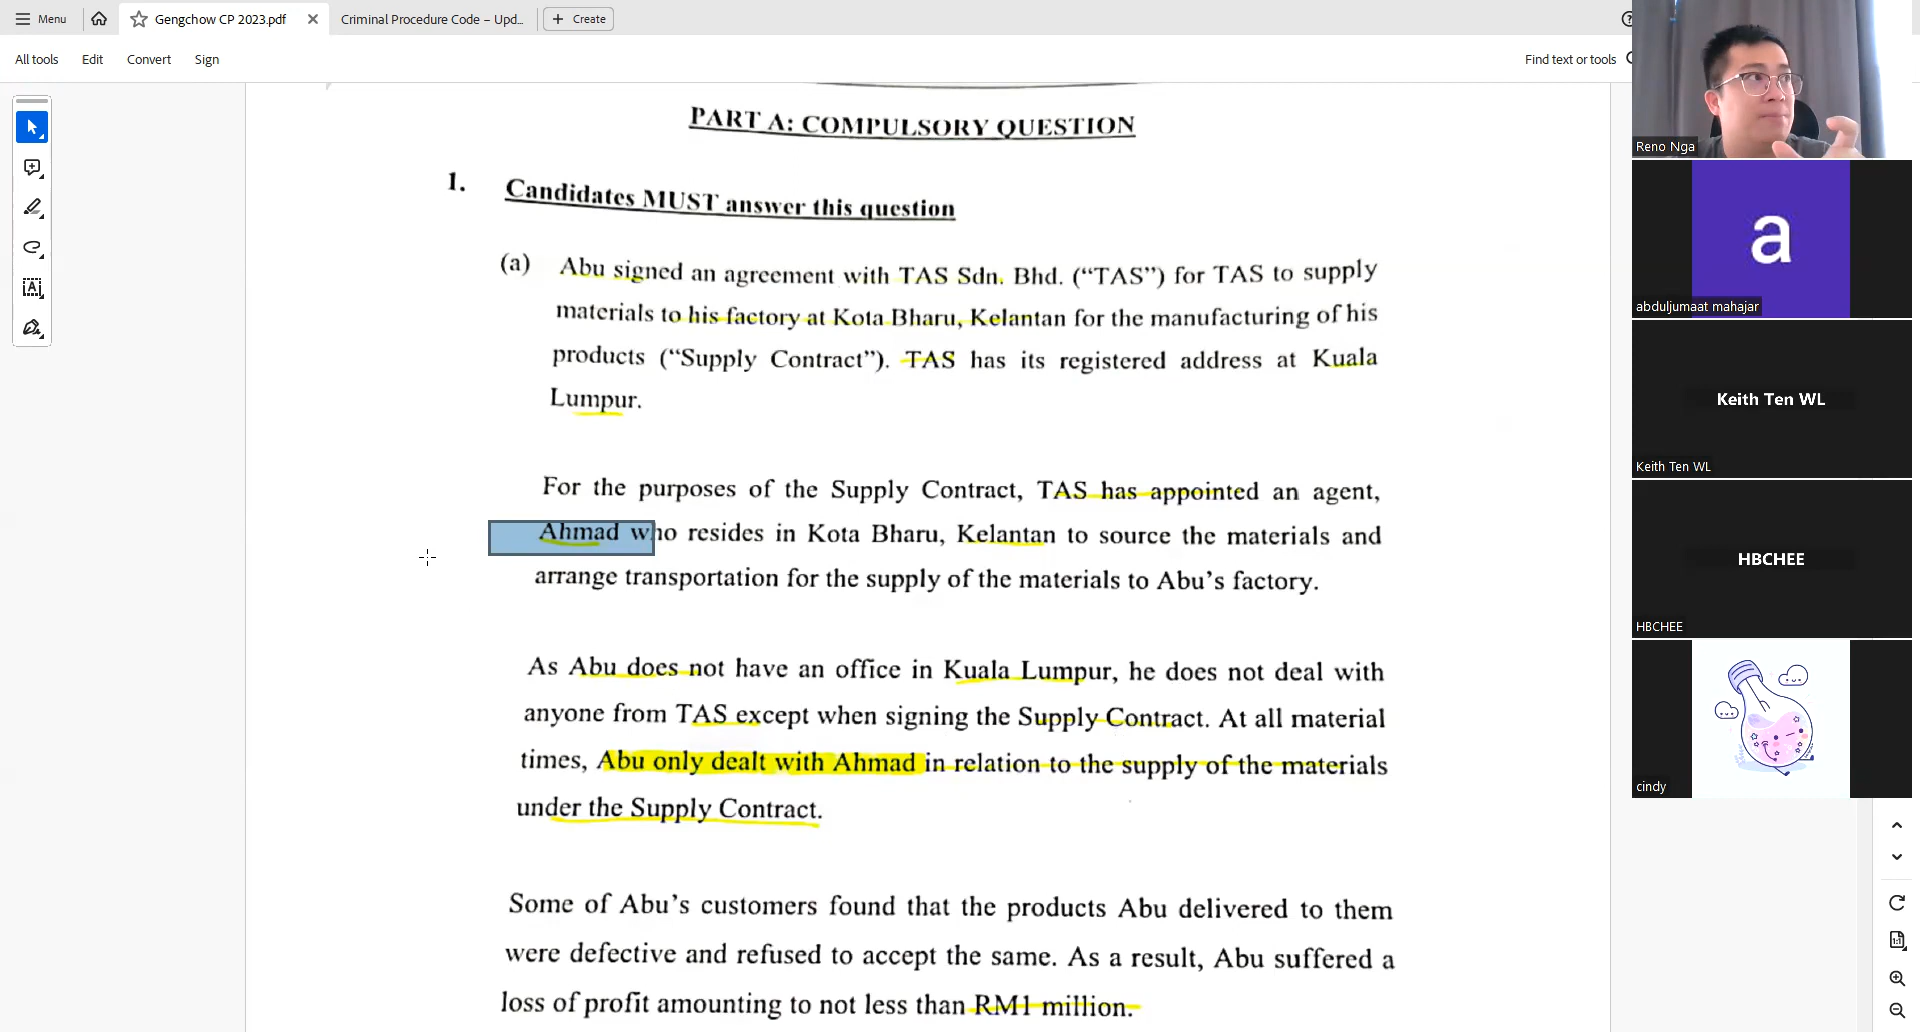 Menu
Gengchow CP 2023.pdf
Criminal Procedure Code – Upd...
Create
All tools
Edit
Convert
Sign
Find text or tools
PART A: COMPULSORY QUESTION
1. Candidates MUST answer this question
(a) Abu signed an agreement with TAS Sdn. Bhd. (“TAS”) for TAS to supply
materials to his factory at Kota Bharu, Kelantan for the manufacturing of his
products (“Supply Contract”). TAS has its registered address at Kuala
Lumpur.
For the purposes of the Supply Contract, TAS has appointed an agent,
Ahmad who resides in Kota Bharu, Kelantan to source the materials and
arrange transportation for the supply of the materials to Abu’s factory.
As Abu does not have an office in Kuala Lumpur, he does not deal with
anyone from TAS except when signing the Supply Contract. At all material
times, Abu only dealt with Ahmad in relation to the supply of the materials
under the Supply Contract.
Some of Abu’s customers found that the products Abu delivered to them
were defective and refused to accept the same. As a result, Abu suffered a
loss of profit amounting to not less than RM1 million.
Reno Nga
a
abduljumaat mahajar
Keith Ten WL
Keith Ten WL
HBCHEE
HBCHEE
cindy